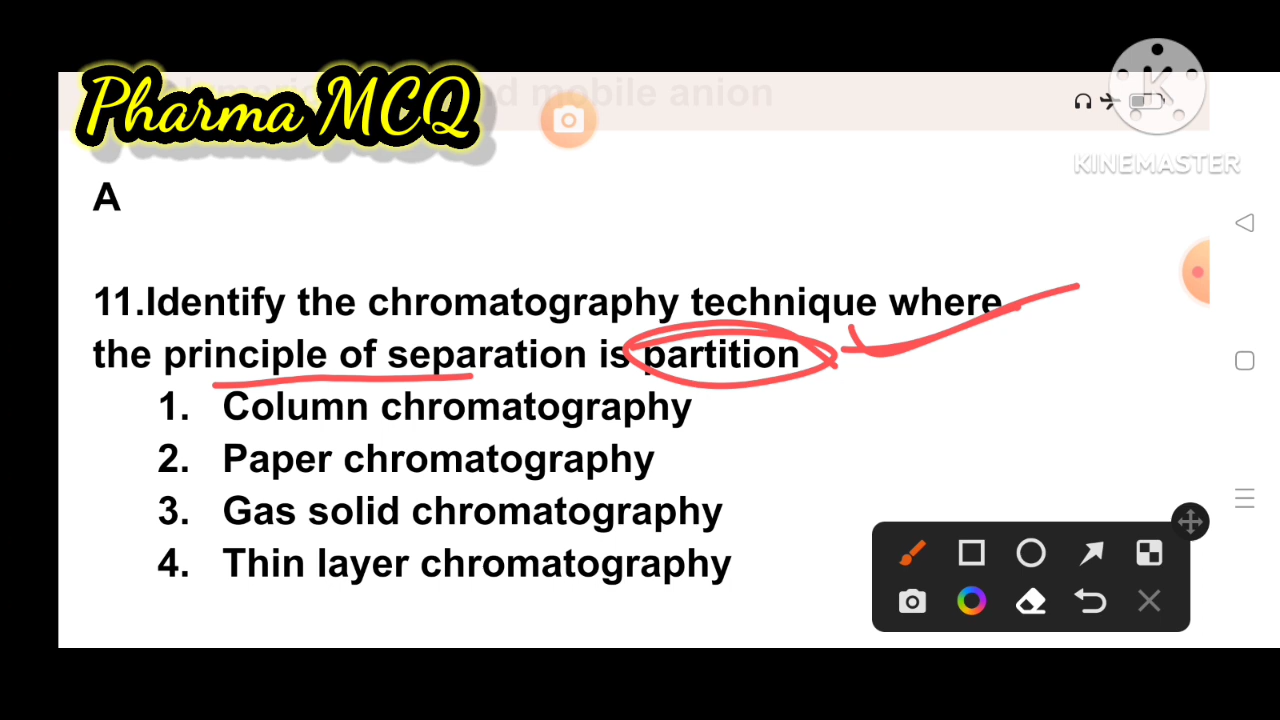 Pharma MCQ
d mobile anion
KINEMASTER
A
11.Identify the chromatography technique where
the principle of separation is partition
1. Column chromatography
2. Paper chromatography
3. Gas solid chromatography
4. Thin layer chromatography